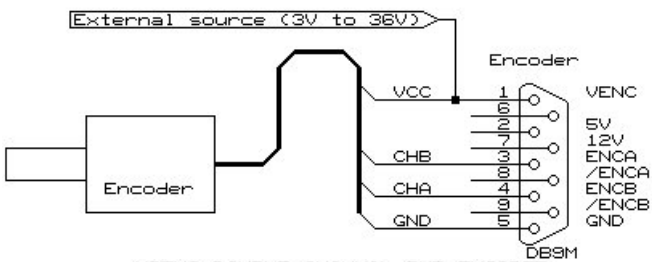 External source (3V to 36V)
Encoder
VCC 1 VENC
6
2 5V
7 12V
CHB 3 ENCA
8 /ENCA
CHA 4 ENCB
9 /ENCB
GND 5 GND
Encoder
DB9M